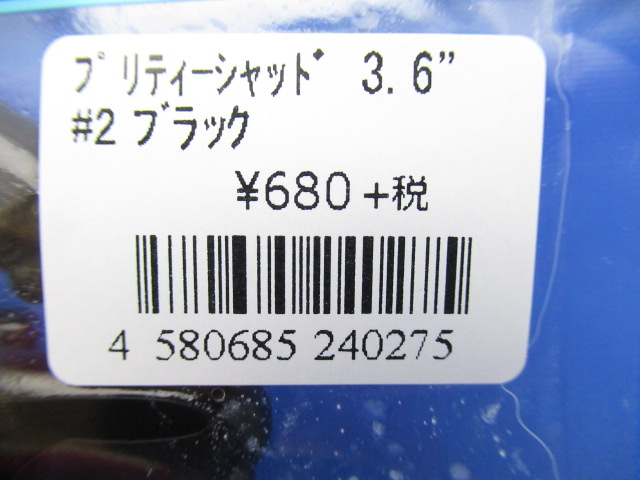 プリティーシャッド 3.6”
#2 ブラック
¥680 +税
4 580685 240275